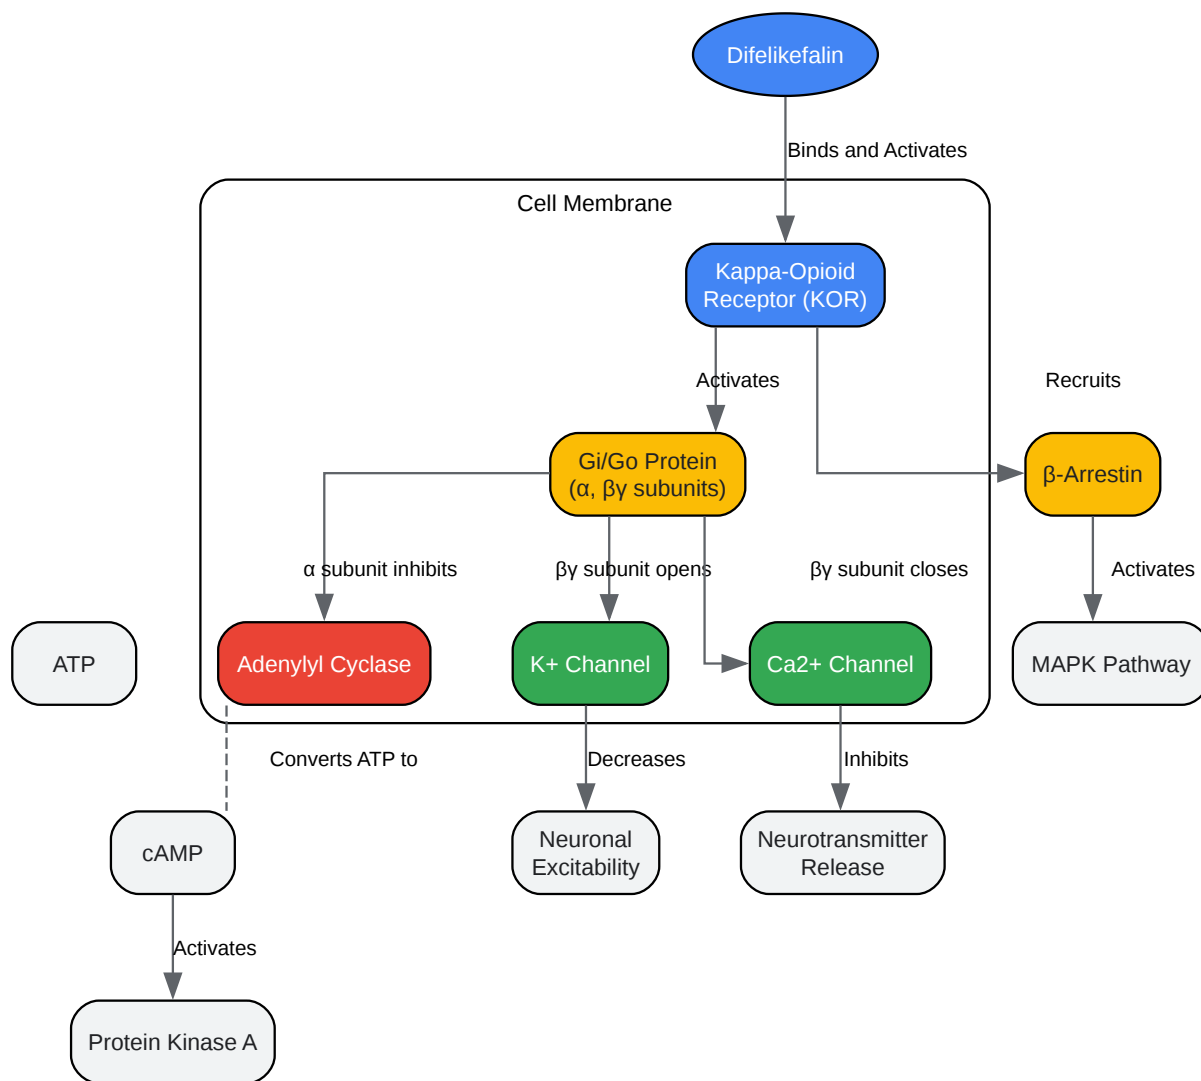 Difelikefalin
Binds and Activates
Cell Membrane
Kappa-Opioid
Receptor (KOR)
Activates
Recruits
Gi/Go Protein
(α, βγ subunits)
β-Arrestin
α subunit inhibits
βγ subunit opens
βγ subunit closes
Activates
ATP
Adenylyl Cyclase
K+ Channel
Ca2+ Channel
MAPK Pathway
Converts ATP to
Decreases
Inhibits
cAMP
Neuronal
Excitability
Neurotransmitter
Release
Activates
Protein Kinase A